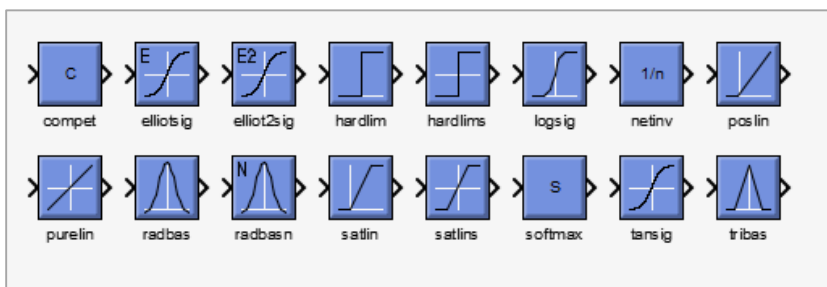 C E E2 1/n
compet elliotsig elliot2sig hardlim hardlims logsig netinv poslin
N S
purelin radbas radbasn satlin satlins softmax tansig tribas